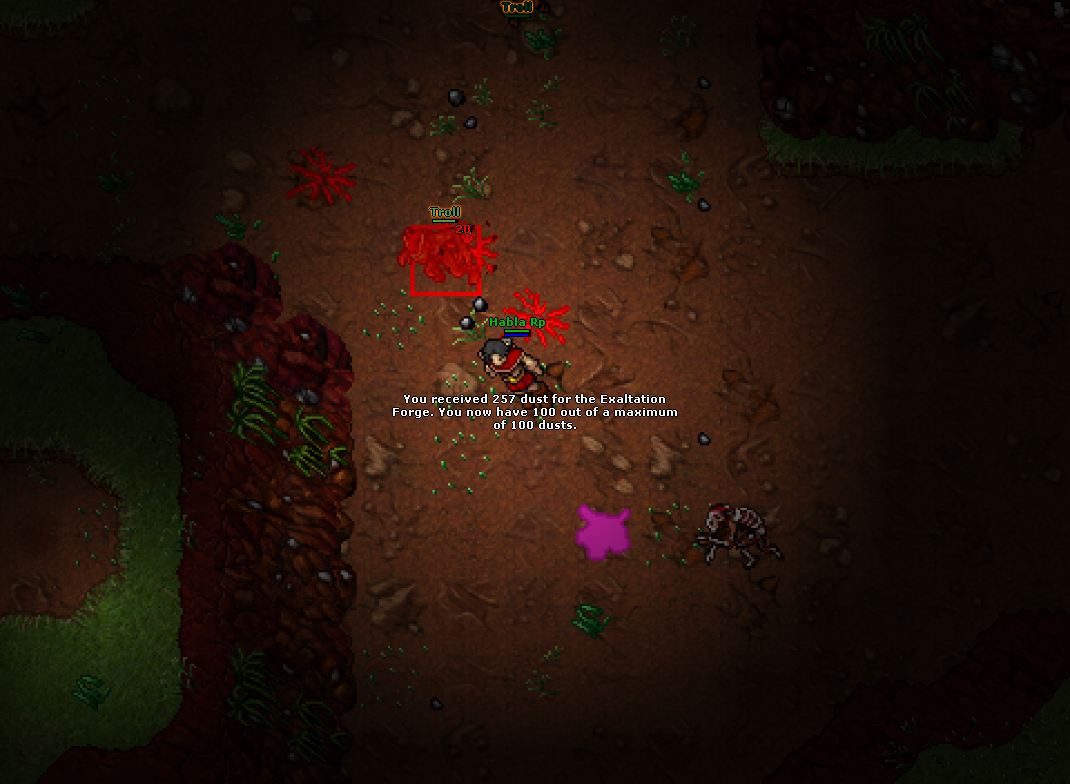 Troll
Troll
20
Habla Rp
You received 257 dust for the Exaltation
Forge. You now have 100 out of a maximum
of 100 dusts.